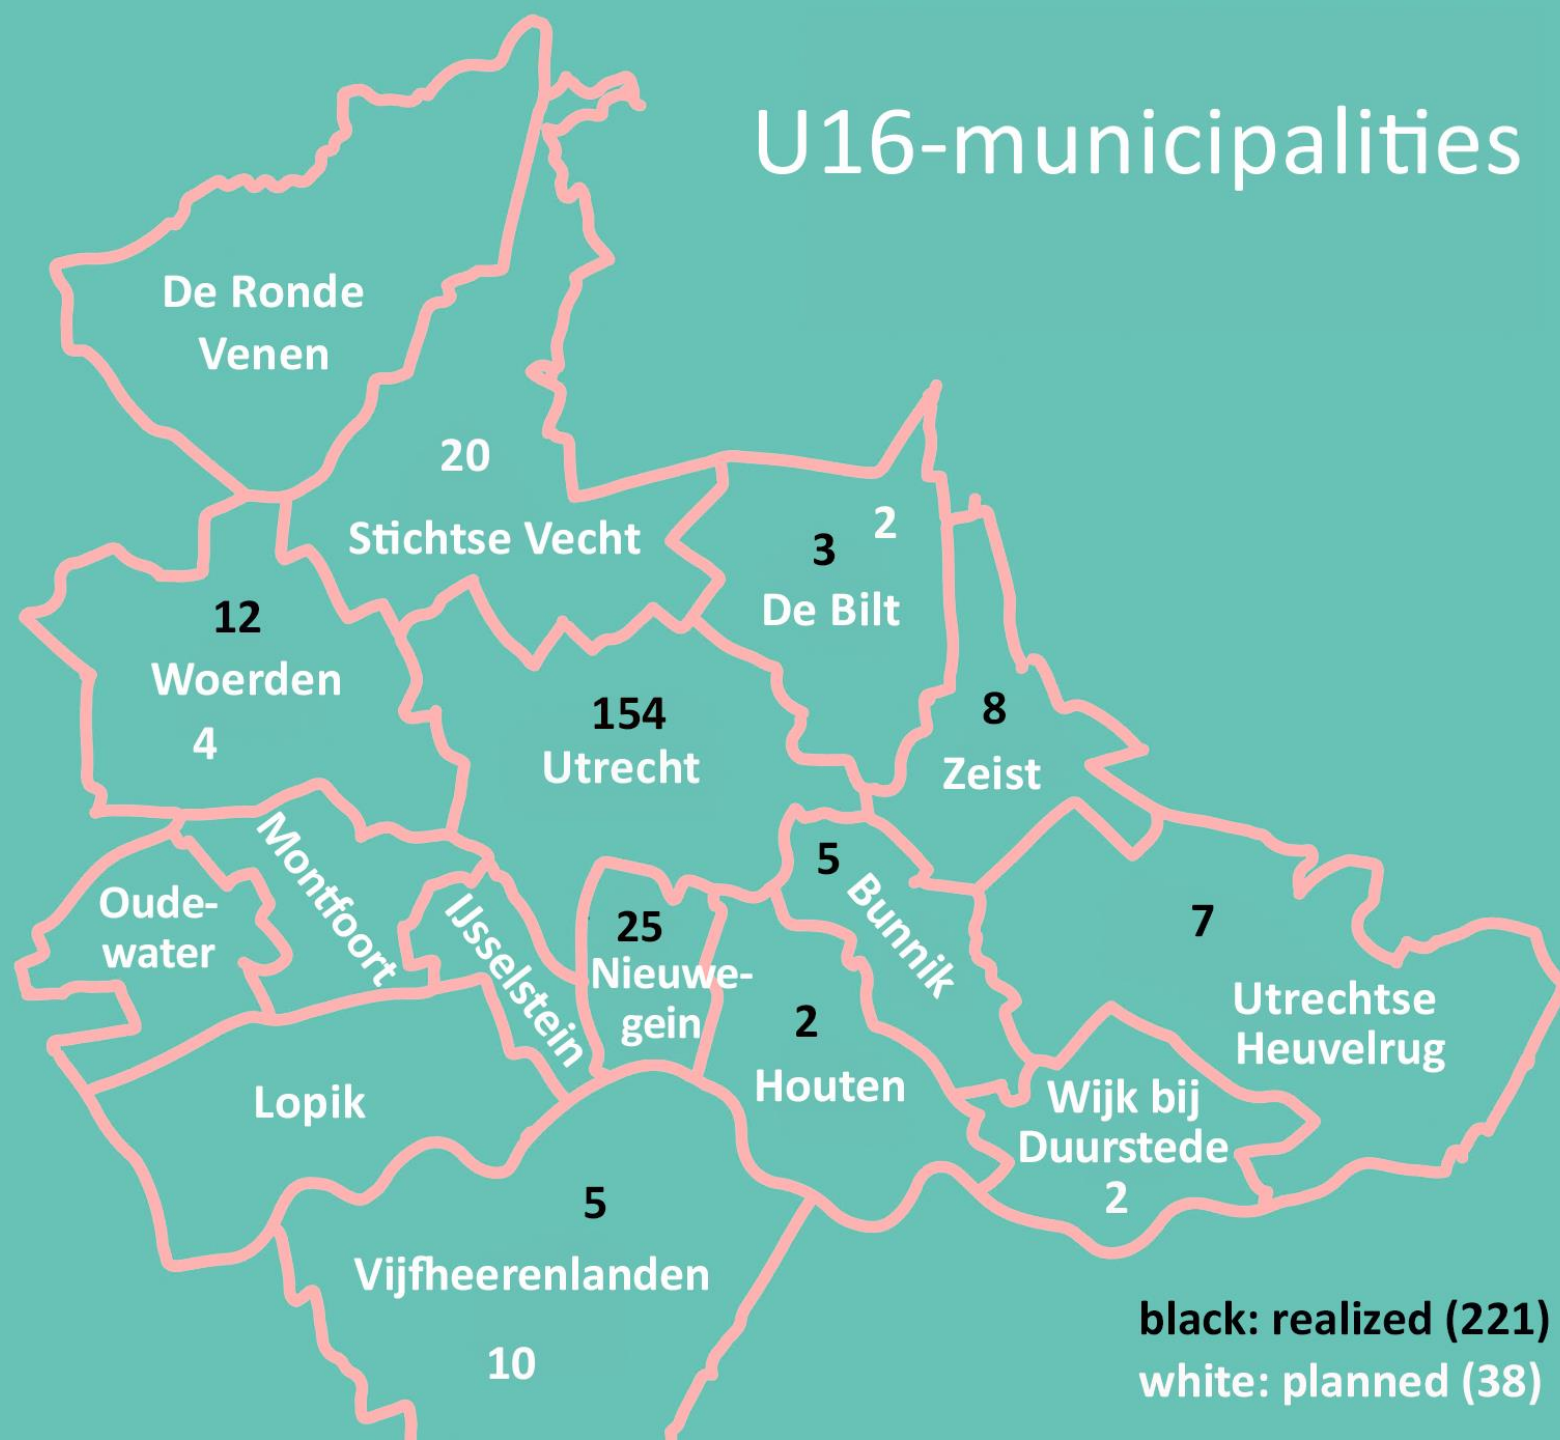 U16-municipalities
De Ronde
Venen
20
Stichtse Vecht
2
3
De Bilt
12
Woerden
4
154
Utrecht
8
Zeist
Montfoort
Oude-
water
IJsselstein
25
Nieuwe-
gein
5
Bunnik
7
Utrechtse
Heuvelrug
2
Houten
Wijk bij
Duurstede
2
Lopik
5
Vijfheerenlanden
10
black: realized (221)
white: planned (38)